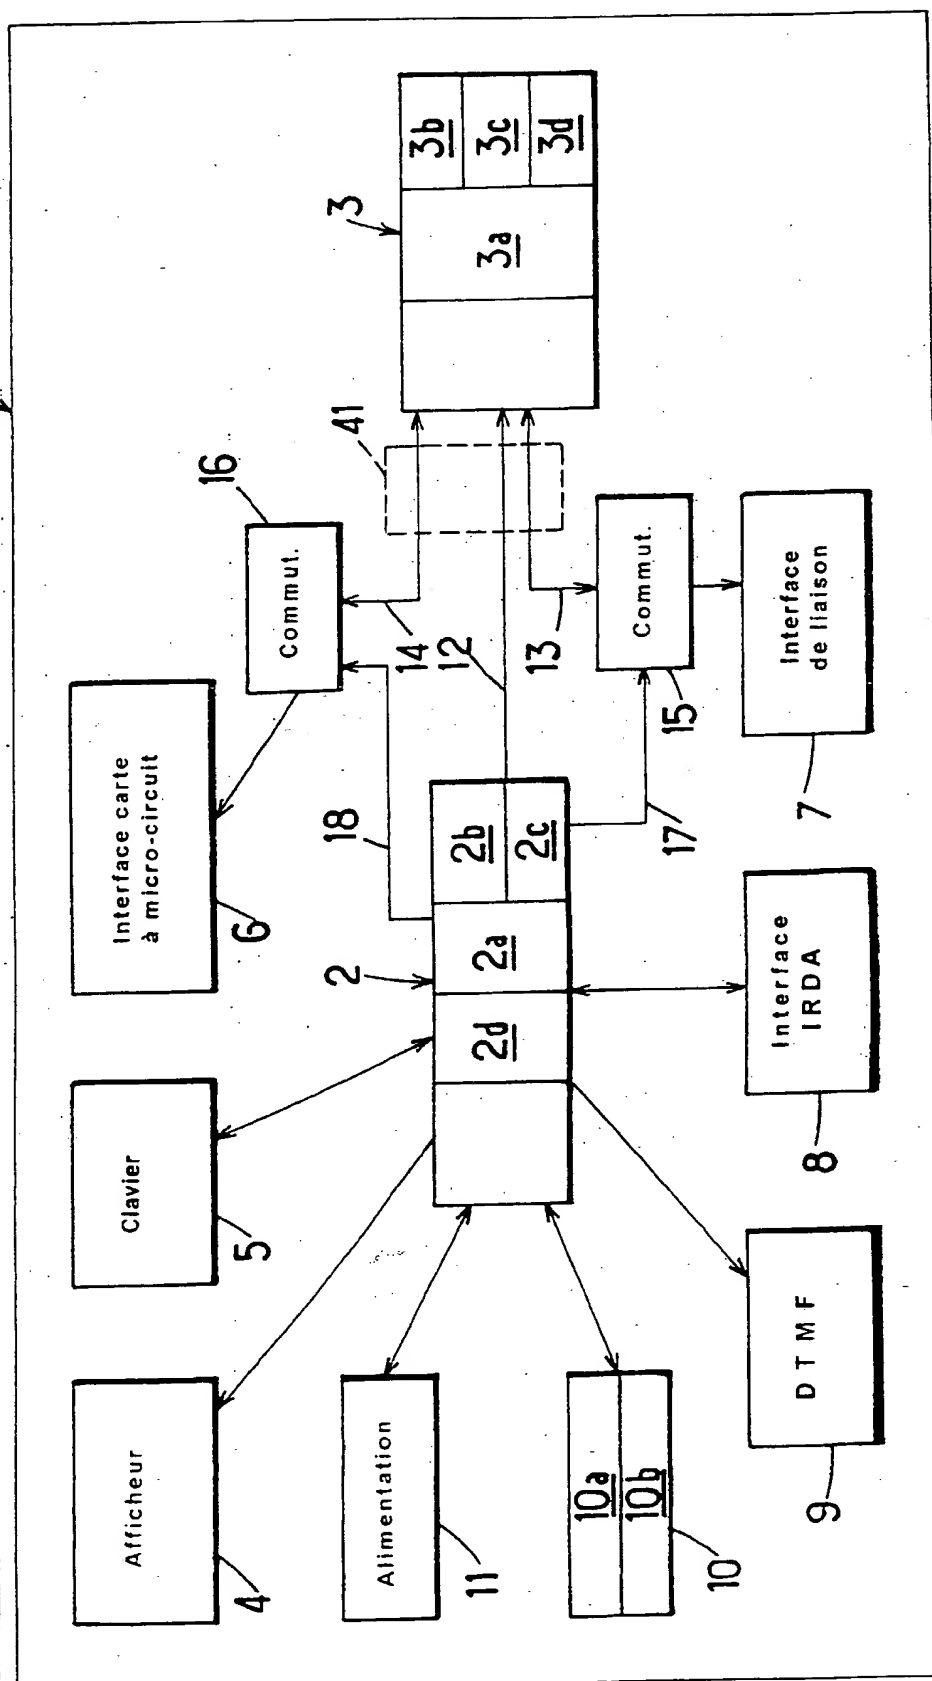 Afficheur
4
Clavier
5
Interface carte
à micro-circuit
6
Commut.
16
Alimentation
11
2
2d
2a
2b
2c
18
14
12
41
3
3a
3b
3c
3d
10a
10b
10
13
17
Commut.
15
DTMF
9
Interface
IRDA
8
Interface
de liaison
7